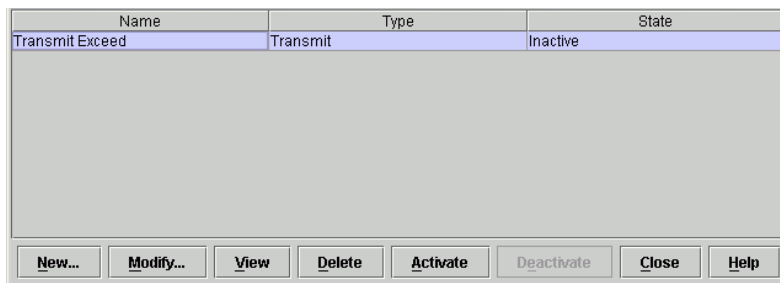 Name Type State
Transmit Exceed Transmit Inactive
New... Modify... View Delete Activate Deactivate Close Help